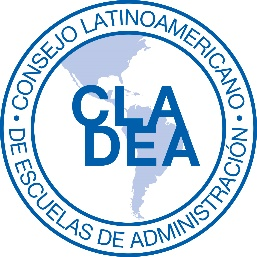 · CONSEJO LATINOAMERICANO ·
DE ESCUELAS DE ADMINISTRACIÓN
CLA
DEA